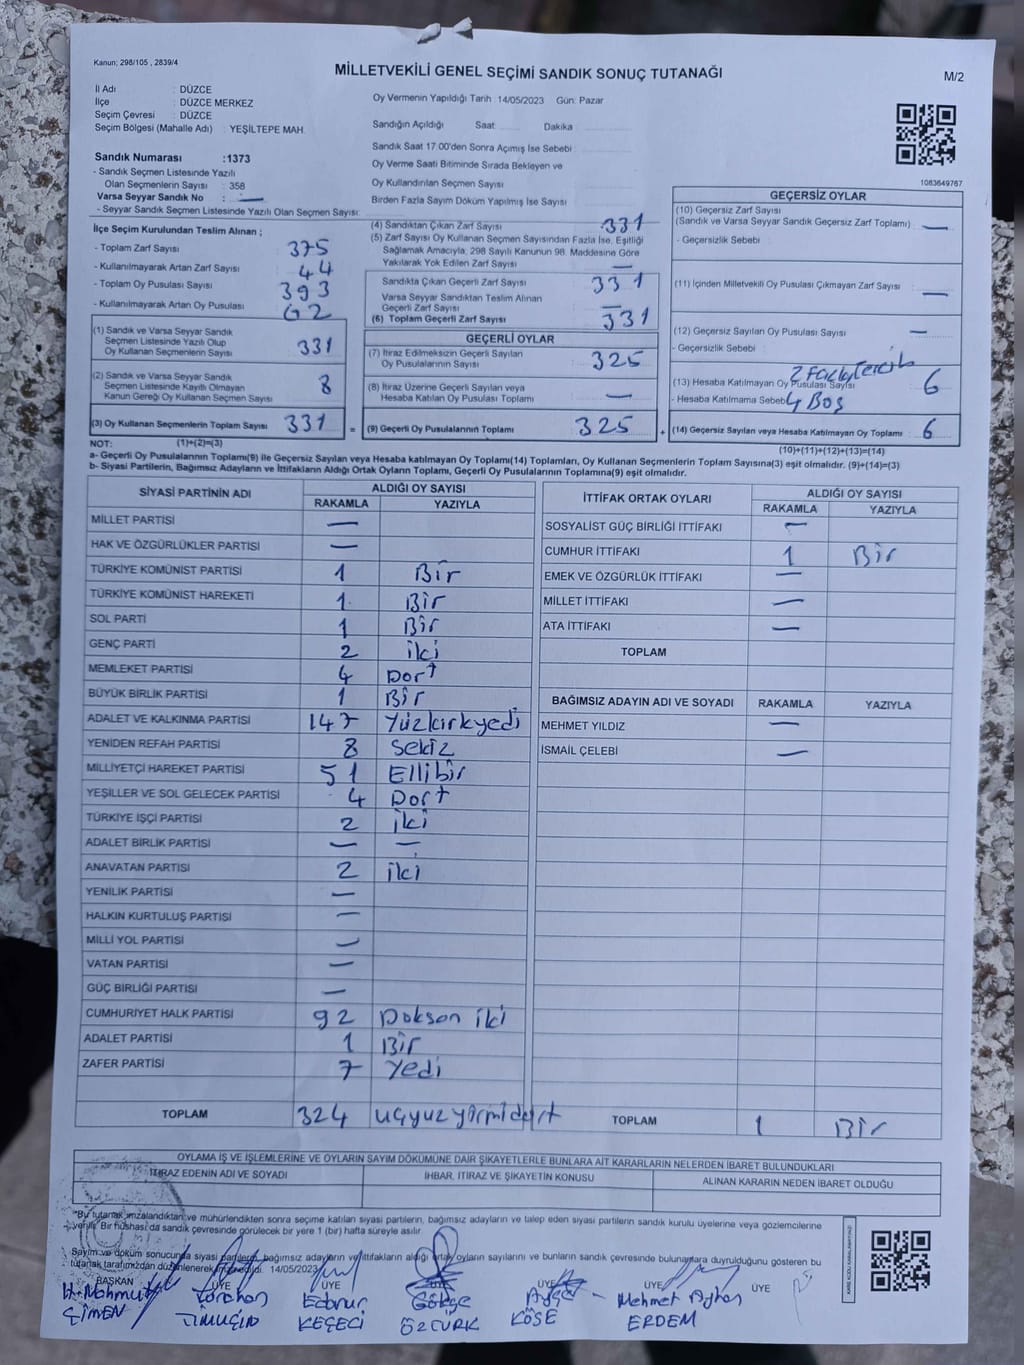 Kanun; 298/105 , 2839/4
MİLLETVEKİLİ GENEL SEÇİMİ SANDIK SONUÇ TUTANAĞI
M/2
İl Adı : DÜZCE
İlçe : DÜZCE MERKEZ
Seçim Çevresi : DÜZCE
Seçim Bölgesi (Mahalle Adı) : YEŞİLTEPE MAH.
Sandık Numarası :1373
- Sandık Seçmen Listesinde Yazılı
Olan Seçmenlerin Sayısı : 358
Varsa Seyyar Sandık No : —
- Seyyar Sandık Seçmen Listesinde Yazılı Olan Seçmen Sayısı:
Oy Vermenin Yapıldığı Tarih 14/05/2023 Gün: Pazar
Sandığın Açıldığı Saat Dakika
Sandık Saat 17.00'den Sonra Açımış İse Sebebi :
Oy Verme Saati Bitiminde Sırada Bekleyen ve
Oy Kullandırılan Seçmen Sayısı
Birden Fazla Sayım Döküm Yapılmış İse Sayısı
1083649767
İlçe Seçim Kurulundan Teslim Alınan ;
- Toplam Zarf Sayısı 375
- Kullanılmayarak Artan Zarf Sayısı 44
- Toplam Oy Pusulası Sayısı 393
- Kullanılmayarak Artan Oy Pusulası 62
(1) Sandık ve Varsa Seyyar Sandık
Seçmen Listesinde Yazılı Olup
Oy Kullanan Seçmenlerin Sayısı 331
(2) Sandık ve Varsa Seyyar Sandık
Seçmen Listesinde Kayıtlı Olmayan
Kanun Gereği Oy Kullanan Seçmen Sayısı 8
(3) Oy Kullanan Seçmenlerin Toplam Sayısı 331
(4) Sandıktan Çıkan Zarf Sayısı 331
(5) Zarf Sayısı Oy Kullanan Seçmen Sayısından Fazla İse, Eşitliği
Sağlamak Amacıyla, 298 Sayılı Kanunun 98. Maddesine Göre
Yakılarak Yok Edilen Zarf Sayısı —
Sandıkta Çıkan Geçerli Zarf Sayısı 331
Varsa Seyyar Sandıktan Teslim Alınan
Geçerli Zarf Sayısı —
(6) Toplam Geçerli Zarf Sayısı 331
GEÇERLİ OYLAR
(7) İtiraz Edilmeksizin Geçerli Sayılan
Oy Pusulalarının Sayısı 325
(8) İtiraz Üzerine Geçerli Sayılan veya
Hesaba Katılan Oy Pusulası Toplamı —
= (9) Geçerli Oy Pusulalarının Toplamı 325
GEÇERSİZ OYLAR
(10) Geçersiz Zarf Sayısı
(Sandık ve Varsa Seyyar Sandık Geçersiz Zarf Toplamı) —
- Geçersizlik Sebebi
(11) İçinden Milletvekili Oy Pusulası Çıkmayan Zarf Sayısı —
(12) Geçersiz Sayılan Oy Pusulası Sayısı —
- Geçersizlik Sebebi
2 Fazla tercih
(13) Hesaba Katılmayan Oy Pusulası Sayısı 6
- Hesaba Katılmama Sebebi 4 Boş
+ (14) Geçersiz Sayılan veya Hesaba Katılmayan Oy Toplamı 6
NOT: (1)+(2)=(3)
(10)+(11)+(12)+(13)=(14)
a- Geçerli Oy Pusulalarının Toplamı(9) ile Geçersiz Sayılan veya Hesaba katılmayan Oy Toplamı(14) Toplamları, Oy Kullanan Seçmenlerin Toplam Sayısına(3) eşit olmalıdır. (9)+(14)=(3)
b- Siyasi Partilerin, Bağımsız Adayların ve İttifakların Aldığı Ortak Oyların Toplamı, Geçerli Oy Pusulalarının Toplamına(9) eşit olmalıdır.
SİYASİ PARTİNİN ADI ALDIĞI OY SAYISI
RAKAMLA YAZIYLA
MİLLET PARTİSİ —
HAK VE ÖZGÜRLÜKLER PARTİSİ —
TÜRKİYE KOMÜNİST PARTİSİ 1 Bir
TÜRKİYE KOMÜNİST HAREKETİ 1 Bir
SOL PARTİ 1 Bir
GENÇ PARTİ 2 iki
MEMLEKET PARTİSİ 4 Dört
BÜYÜK BİRLİK PARTİSİ 1 Bir
ADALET VE KALKINMA PARTİSİ 147 Yüzkırkyedi
YENİDEN REFAH PARTİSİ 8 Sekiz
MİLLİYETÇİ HAREKET PARTİSİ 51 Ellibir
YEŞİLLER VE SOL GELECEK PARTİSİ 4 Dört
TÜRKİYE İŞÇİ PARTİSİ 2 iki
ADALET BİRLİK PARTİSİ — —
ANAVATAN PARTİSİ 2 iki
YENİLİK PARTİSİ —
HALKIN KURTULUŞ PARTİSİ —
MİLLİ YOL PARTİSİ —
VATAN PARTİSİ —
GÜÇ BİRLİĞİ PARTİSİ —
CUMHURİYET HALK PARTİSİ 92 Doksan iki
ADALET PARTİSİ 1 Bir
ZAFER PARTİSİ 7 Yedi
TOPLAM 324 üçyüzyirmidört
İTTİFAK ORTAK OYLARI ALDIĞI OY SAYISI
RAKAMLA YAZIYLA
SOSYALİST GÜÇ BİRLİĞİ İTTİFAKI —
CUMHUR İTTİFAKI 1 Bir
EMEK VE ÖZGÜRLÜK İTTİFAKI —
MİLLET İTTİFAKI —
ATA İTTİFAKI —
TOPLAM
BAĞIMSIZ ADAYIN ADI VE SOYADI RAKAMLA YAZIYLA
MEHMET YILDIZ —
İSMAİL ÇELEBİ —
TOPLAM 1 Bir
OYLAMA İŞ VE İŞLEMLERİNE VE OYLARIN SAYIM DÖKÜMÜNE DAİR ŞİKAYETLERLE BUNLARA AİT KARARLARIN NELERDEN İBARET BULUNDUKLARI
İTİRAZ EDENİN ADI VE SOYADI İHBAR, İTİRAZ VE ŞİKAYETİN KONUSU ALINAN KARARIN NEDEN İBARET OLDUĞU
"Bu tutanak imzalandıktan ve mühürlendikten sonra seçime katılan siyasi partilerin, bağımsız adayların ve talep eden siyasi partilerin sandık kurulu üyelerine veya gözlemcilerine
verilir. Bir nüshası da sandık çevresinde görülecek bir yere 1 (bir) hafta süreyle asılır.
Sayım ve döküm sonucunda siyasi partilerin, bağımsız adayların ve ittifakların aldığı ortak oyların sayılarını ve bunların sandık çevresinde bulunanlara duyrulduğunu gösteren bu
tutanak tarafımızdan düzenlenerek imza edildi. 14/05/2023
BAŞKAN ÜYE ÜYE ÜYE ÜYE ÜYE ÜYE
H. Mahmut Edanur Gökçe Ayşe Mehmet Ayhan
ÇİMEN TİMUÇİN KEÇECİ ÖZTÜRK KÖSE ERDEM